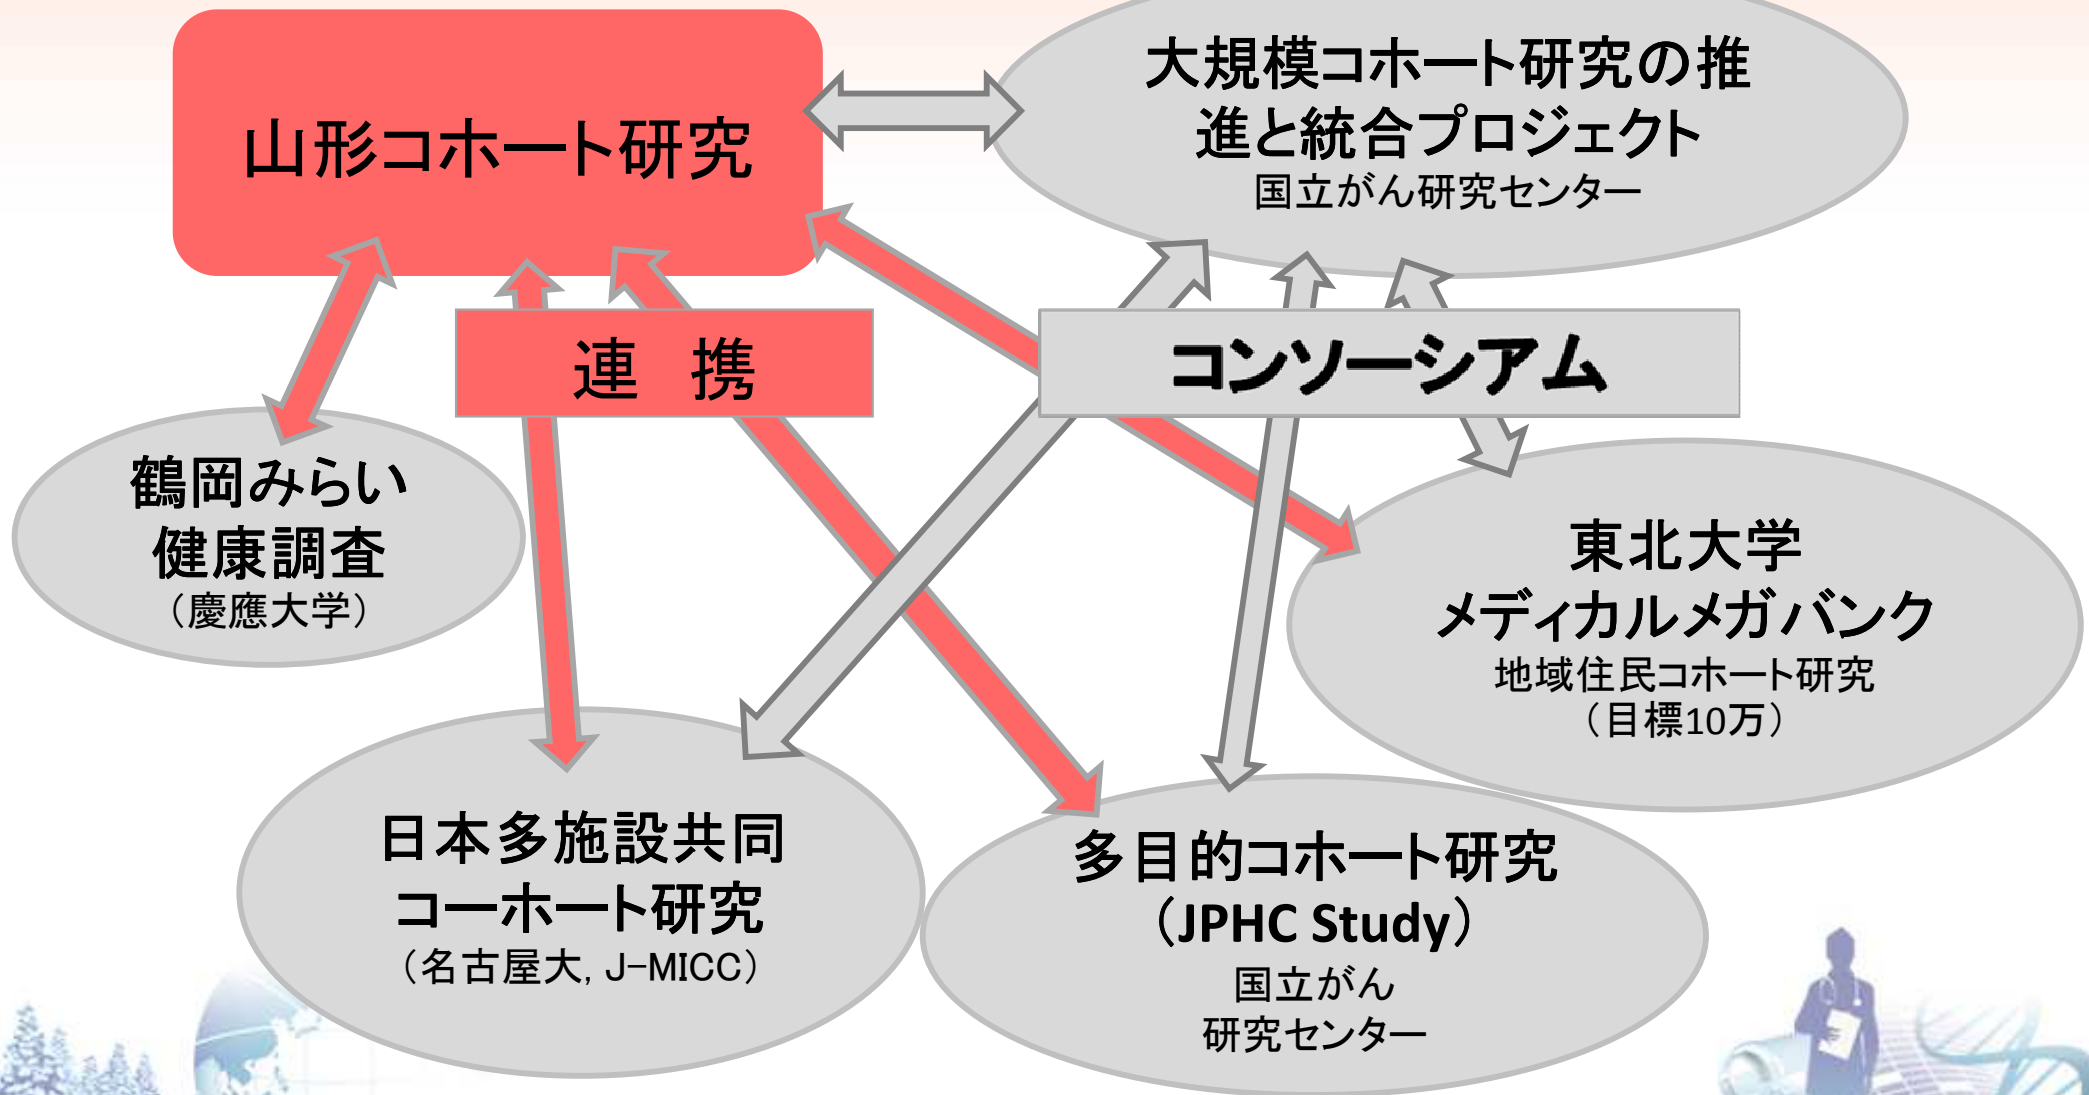 山形コホート研究
大規模コホート研究の推
進と統合プロジェクト
国立がん研究センター
連 携
コンソーシアム
鶴岡みらい
健康調査
（慶應大学）
東北大学
メディカルメガバンク
地域住民コホート研究
（目標10万）
日本多施設共同
コーホート研究
（名古屋大, J-MICC）
多目的コホート研究
（JPHC Study）
国立がん
研究センター